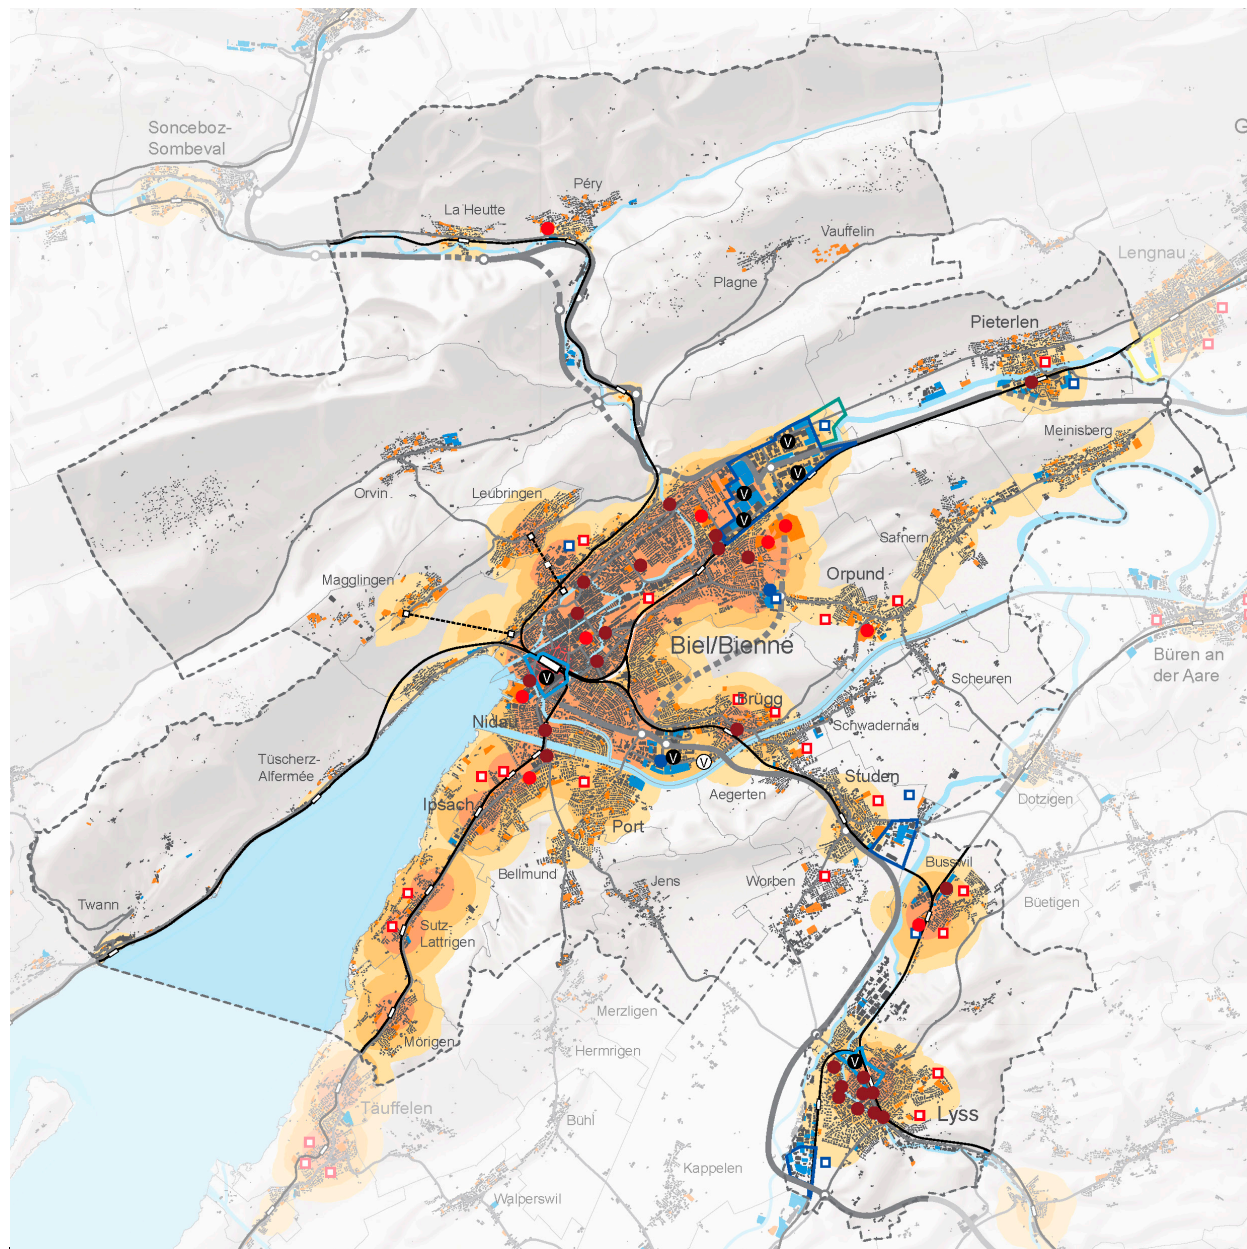 G
Sonceboz-
Sombeval
Péry
La Heutte
Vauffelin
Lengnau
Plagne
Pieterlen
Meinisberg
V
Orvin
Leubringen
V
V
V
Safnern
Magglingen
Orpund
Biel/Bienne
Büren an
der Aare
V
Scheuren
Brügg
Nidau
Schwadernau
Tüscherz-
Alfermée
V
V
Studen
Aegerten
Ipsach
Dotzigen
Port
Busswil
Bellmund
Jens
Worben
Büetigen
Twann
Sutz-
Lattrigen
Merzligen
Mörigen
Hermrigen
V
Täuffelen
Bühl
Lyss
Kappelen
Walperswil